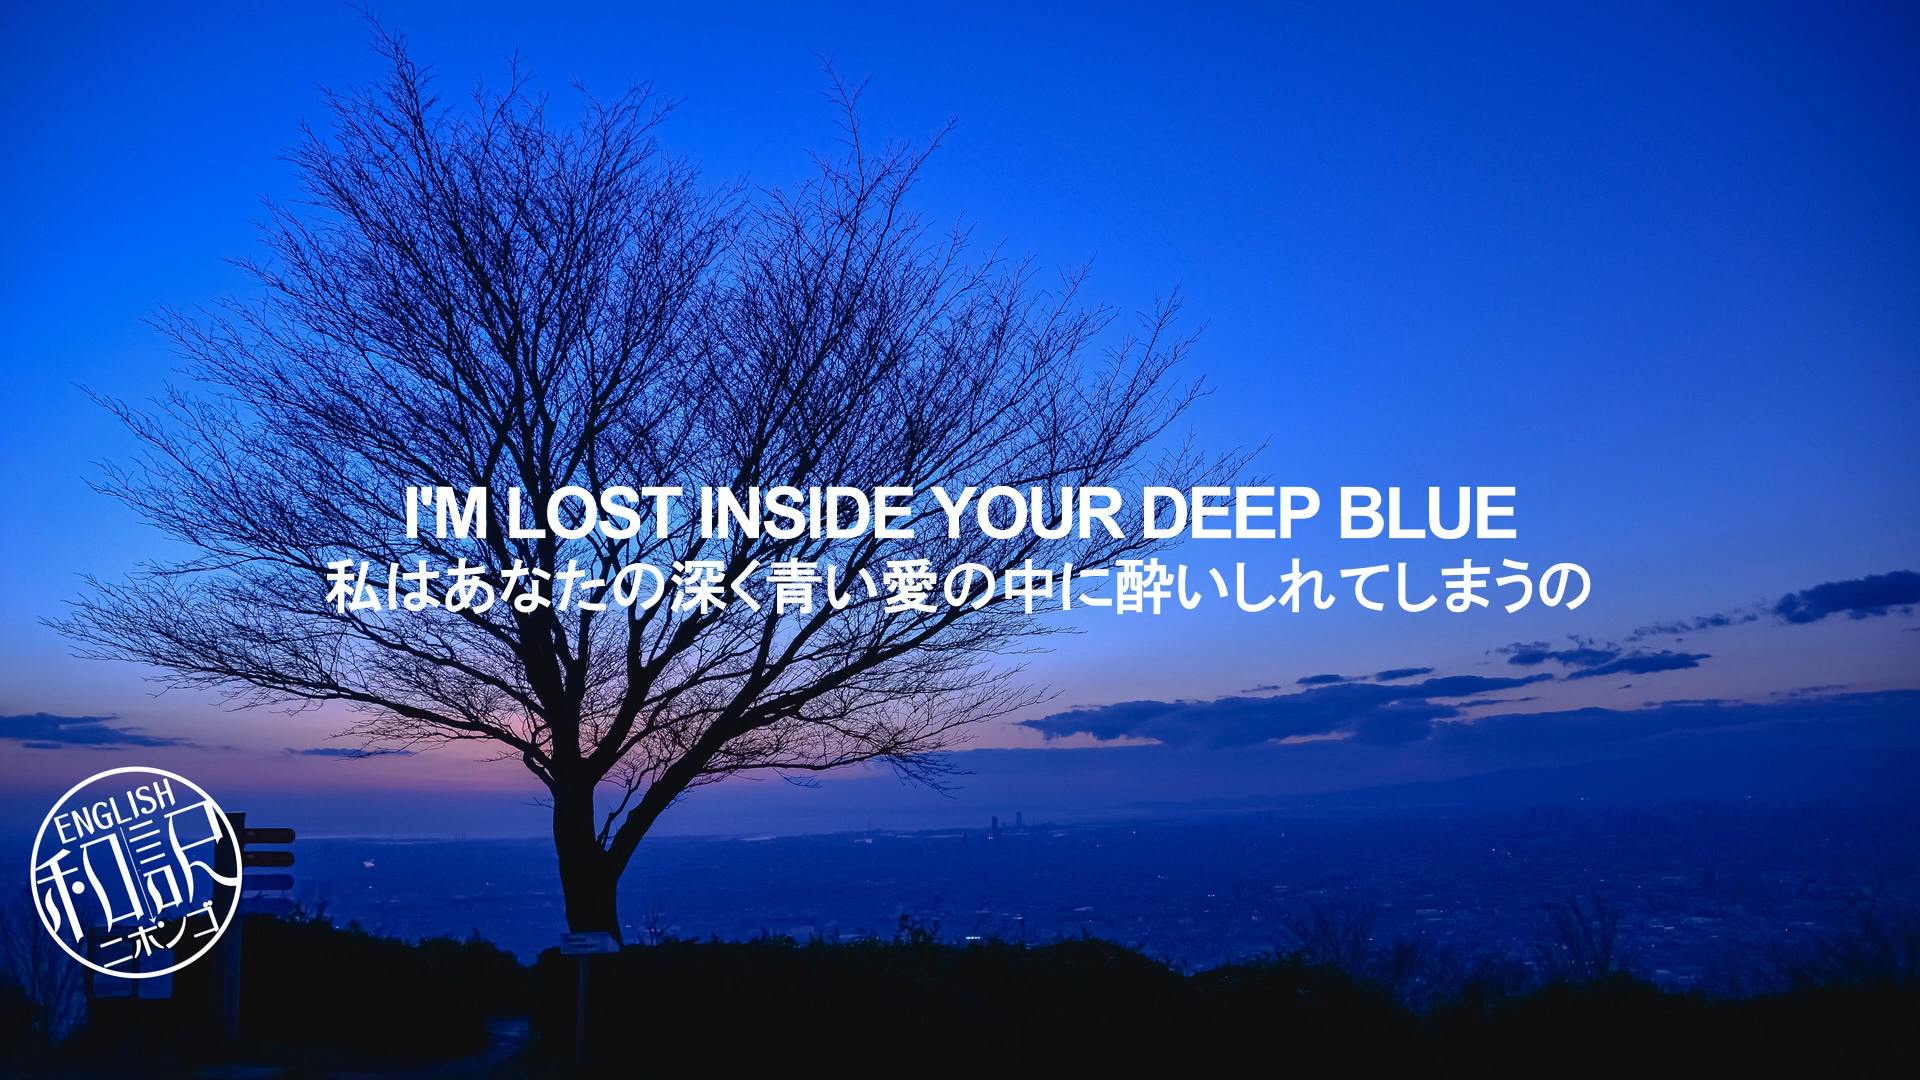 I'M LOST INSIDE YOUR DEEP BLUE
私はあなたの深く青い愛の中に酔いしれてしまうの
ENGLISH
和訳
ニホンゴ